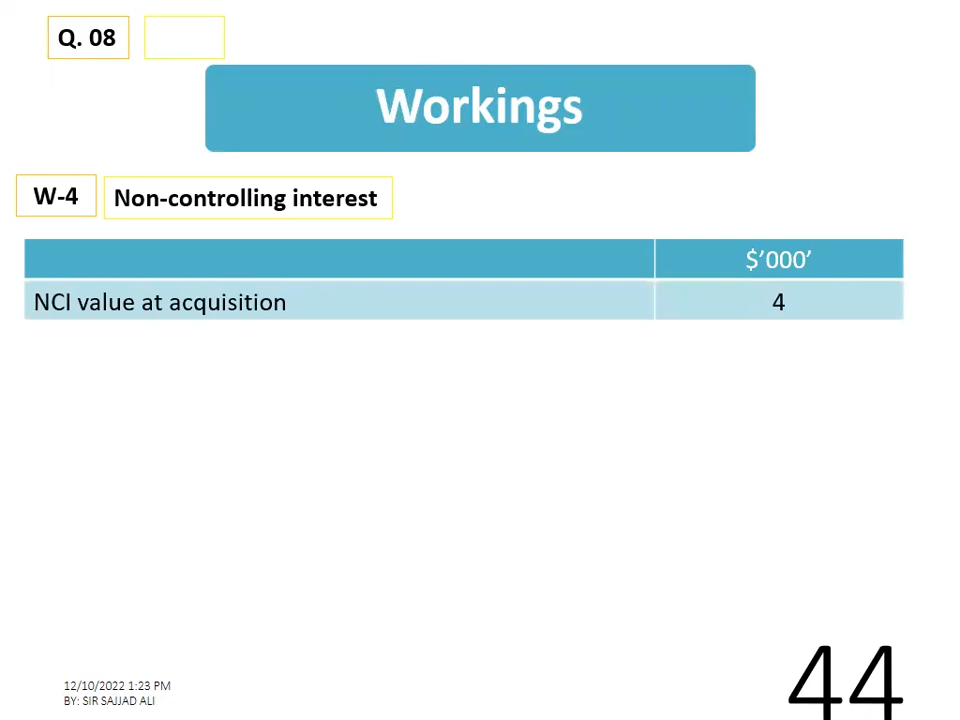 Q. 08
Workings
W-4
Non-controlling interest
$’000’
NCI value at acquisition
4
12/10/2022 1:23 PM
BY: SIR SAJJAD ALI
44